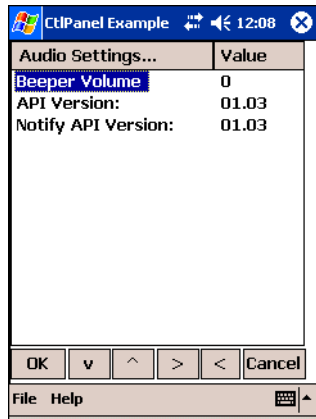 CtlPanel Example 12:08
Audio Settings... Value
Beeper Volume 0
API Version: 01.03
Notify API Version: 01.03
OK v ^ > < Cancel
File Help